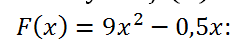 F(x) = 9x² − 0,5x: